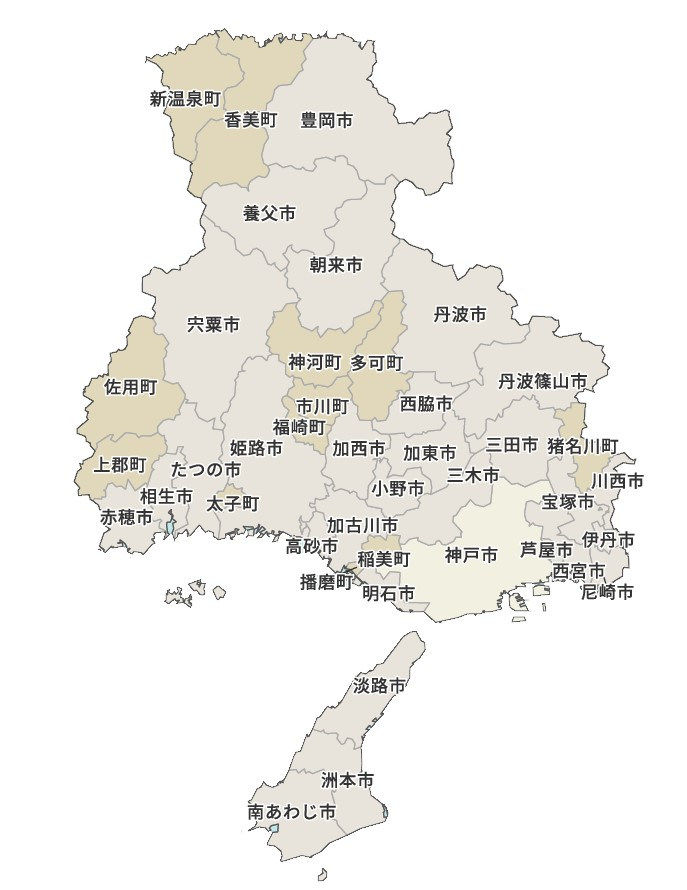 新温泉町
香美町
豊岡市
養父市
朝来市
宍粟市
丹波市
神河町
多可町
丹波篠山市
佐用町
市川町
西脇市
福崎町
姫路市
加西市
加東市
三田市
猪名川町
上郡町
たつの市
三木市
川西市
小野市
相生市
太子町
宝塚市
赤穂市
加古川市
高砂市
伊丹市
芦屋市
神戸市
稲美町
西宮市
播磨町
明石市
尼崎市
淡路市
洲本市
南あわじ市